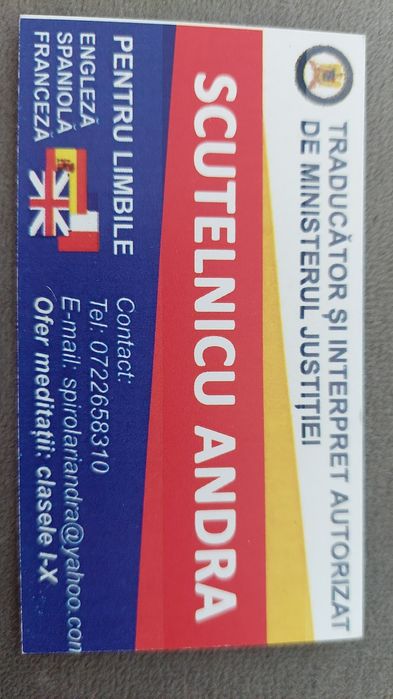 TRADUCĂTOR ȘI INTERPRET AUTORIZAT
DE MINISTERUL JUSTIȚIEI
SCUTELNICU ANDRA
PENTRU LIMBILE
ENGLEZĂ
SPANIOLĂ
FRANCEZĂ
Contact:
Tel: 0722658310
E-mail: spirolariandra@yahoo.com
Ofer meditații: clasele I-X